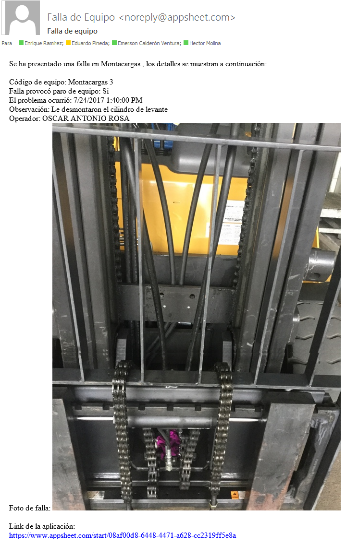 Falla de Equipo <noreply@appsheet.com>
Falla de equipo
Para Enrique Ramirez; Eduardo Pineda; Emerson Calderón Ventura; Hector Molina
Se ha presentado una falla en Montacargas , los detalles se muestran a continuación:
Código de equipo: Montacargas 3
Falla provocó paro de equipo: Si
El problema ocurrió: 7/24/2017 1:40:00 PM
Observación: Le desmontaron el cilindro de levante
Operador: OSCAR ANTONIO ROSA
Foto de falla:
Link de la aplicación:
https://www.appsheet.com/start/08af00d8-6448-4471-a628-cc2319ff5e8a